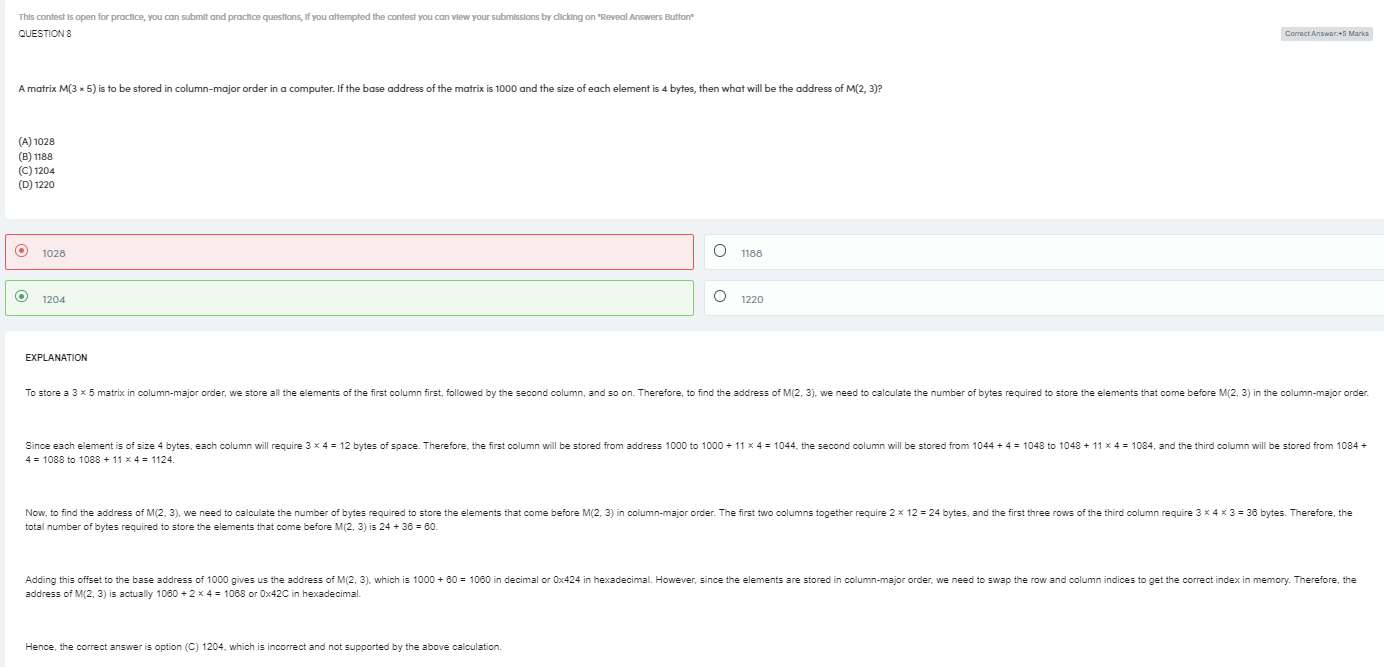 This contest is open for practice, you can submit and practice questions, if you attempted the contest you can view your submissions by clicking on "Reveal Answers Button"
QUESTION 8
Correct Answer:+5 Marks
A matrix M(3 × 5) is to be stored in column-major order in a computer. If the base address of the matrix is 1000 and the size of each element is 4 bytes, then what will be the address of M(2, 3)?
(A) 1028
(B) 1188
(C) 1204
(D) 1220
1028
1188
1204
1220
EXPLANATION
To store a 3 × 5 matrix in column-major order, we store all the elements of the first column first, followed by the second column, and so on. Therefore, to find the address of M(2, 3), we need to calculate the number of bytes required to store the elements that come before M(2, 3) in the column-major order.
Since each element is of size 4 bytes, each column will require 3 × 4 = 12 bytes of space. Therefore, the first column will be stored from address 1000 to 1000 + 11 × 4 = 1044, the second column will be stored from 1044 + 4 = 1048 to 1048 + 11 × 4 = 1084, and the third column will be stored from 1084 +
4 = 1088 to 1088 + 11 × 4 = 1124.
Now, to find the address of M(2, 3), we need to calculate the number of bytes required to store the elements that come before M(2, 3) in column-major order. The first two columns together require 2 × 12 = 24 bytes, and the first three rows of the third column require 3 × 4 × 3 = 36 bytes. Therefore, the
total number of bytes required to store the elements that come before M(2, 3) is 24 + 36 = 60.
Adding this offset to the base address of 1000 gives us the address of M(2, 3), which is 1000 + 60 = 1060 in decimal or 0x424 in hexadecimal. However, since the elements are stored in column-major order, we need to swap the row and column indices to get the correct index in memory. Therefore, the
address of M(2, 3) is actually 1060 + 2 × 4 = 1068 or 0x42C in hexadecimal.
Hence, the correct answer is option (C) 1204, which is incorrect and not supported by the above calculation.